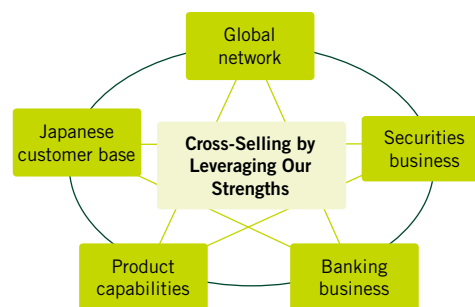 Global
network
Japanese
customer base
Cross-Selling by
Leveraging Our
Strengths
Securities
business
Product
capabilities
Banking
business